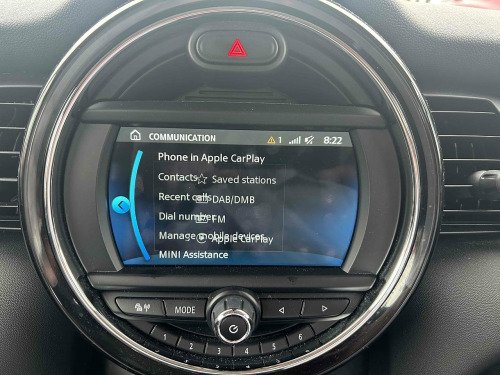 COMMUNICATION 1 8:22
Phone in Apple CarPlay
Contacts Saved stations
Recent calls DAB/DMB
Dial number FM
Manage mobile devices Apple CarPlay
MINI Assistance
MODE
1 2 3 4 5 6